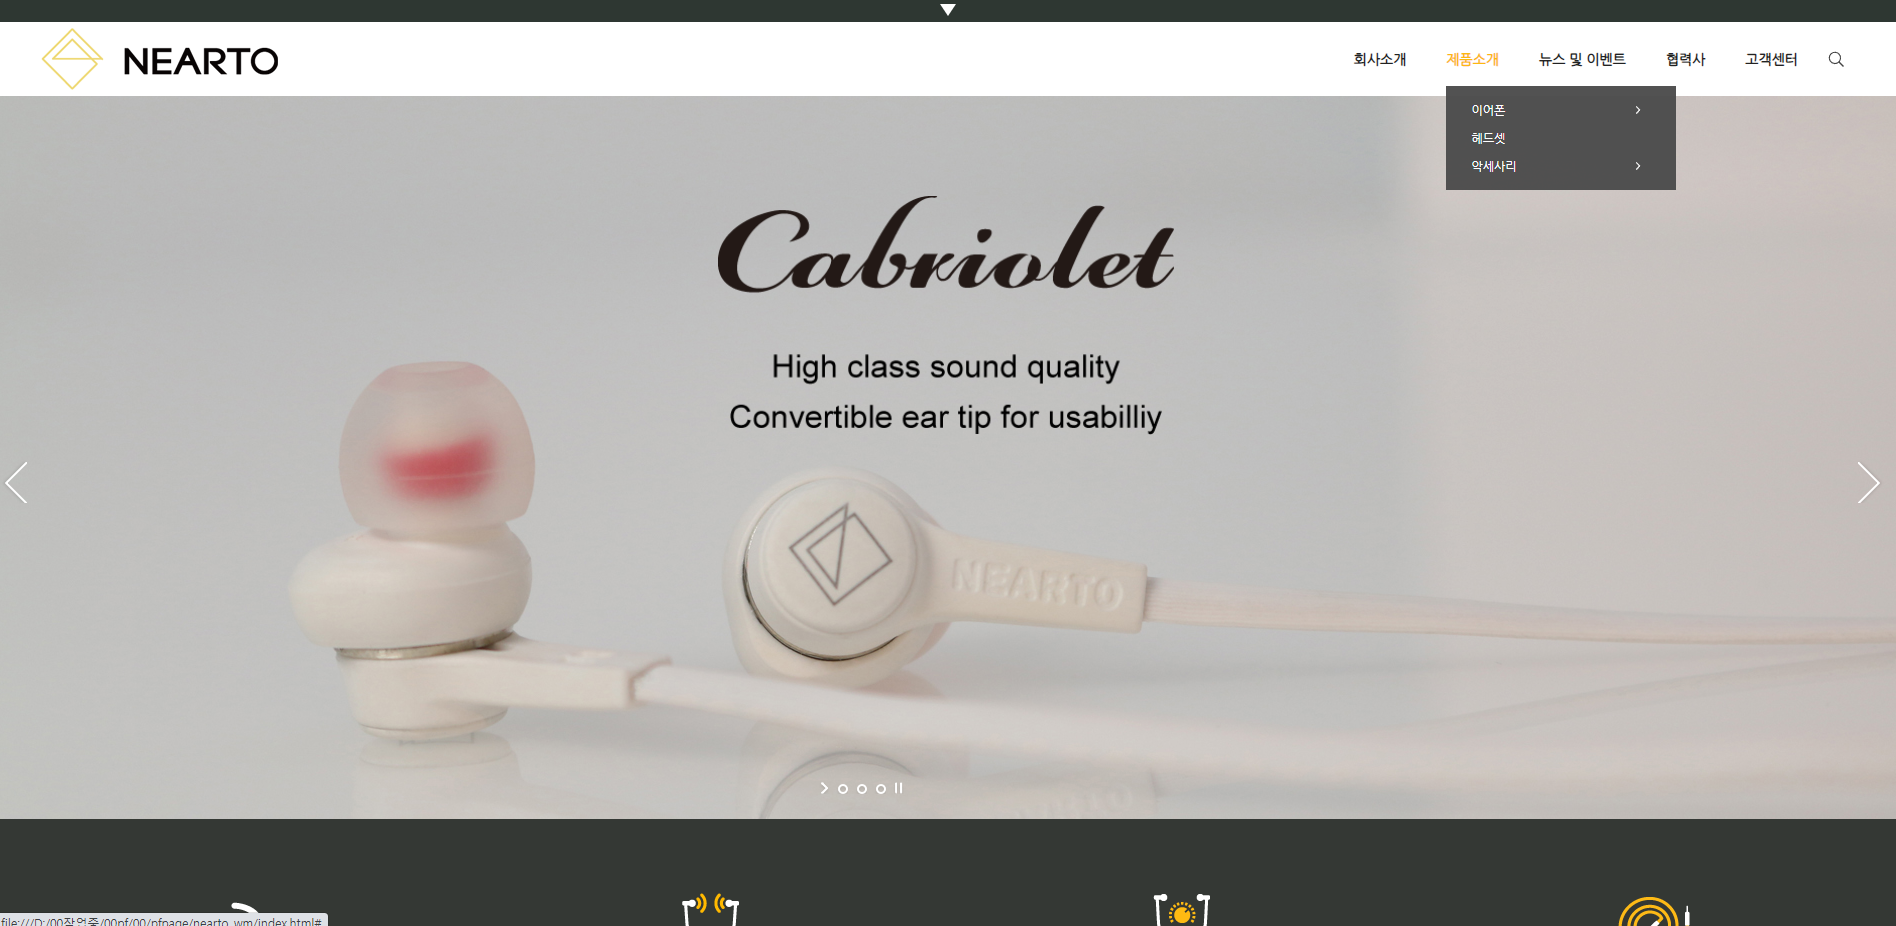 NEARTO
회사소개 제품소개 뉴스 및 이벤트 협력사 고객센터
이어폰
헤드셋
악세사리
Cabriolet
High class sound quality
Convertible ear tip for usabilliy
NEARTO
file:///D:/00작업중/00pf/00/pfpage/nearto_wm/index.html#